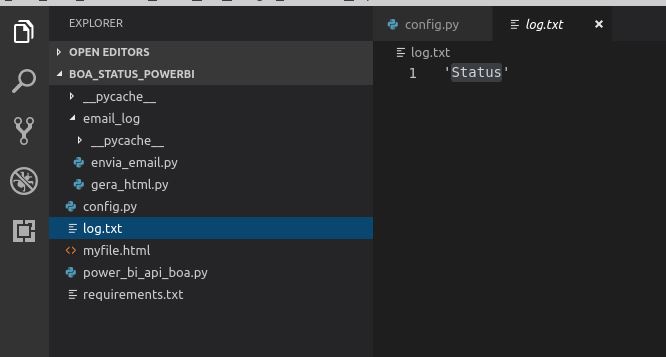 EXPLORER
OPEN EDITORS
BOA_STATUS_POWERBI
__pycache__
email_log
__pycache__
envia_email.py
gera_html.py
config.py
log.txt
myfile.html
power_bi_api_boa.py
requirements.txt
config.py
log.txt
log.txt
1 'Status'